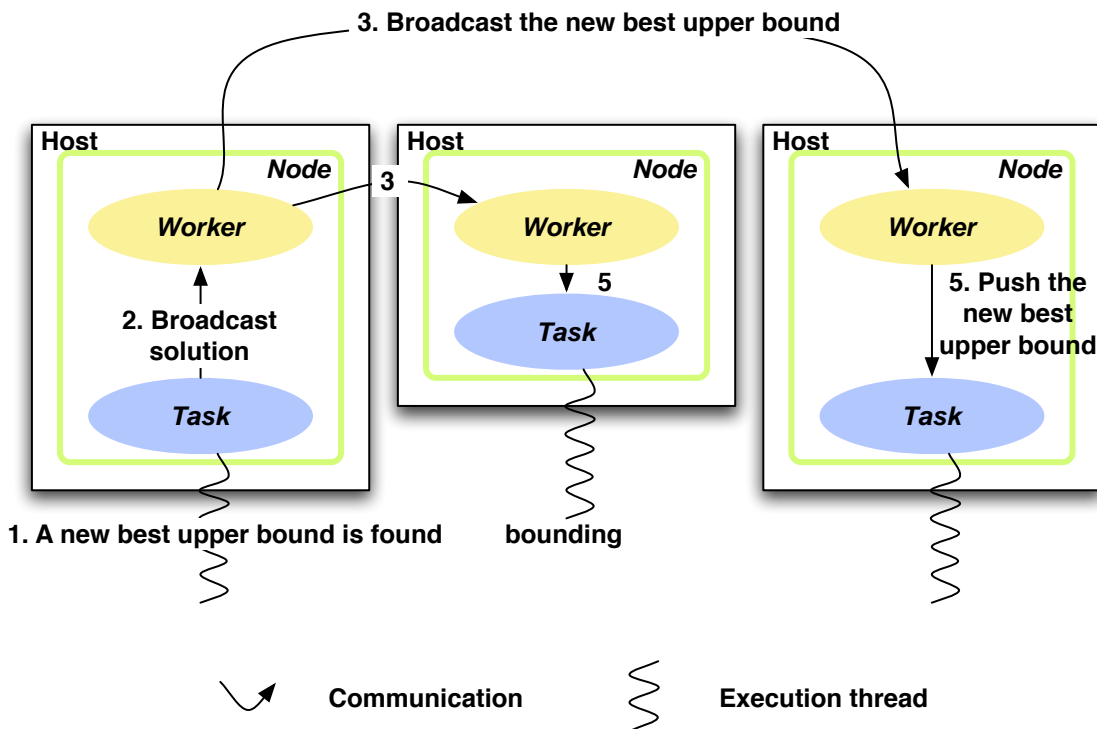 3. Broadcast the new best upper bound
Host
Node
Worker
2. Broadcast
solution
Task
1. A new best upper bound is found
3
Host
Node
Worker
5
Task
bounding
Host
Node
Worker
5. Push the
new best
upper bound
Task
Communication
Execution thread